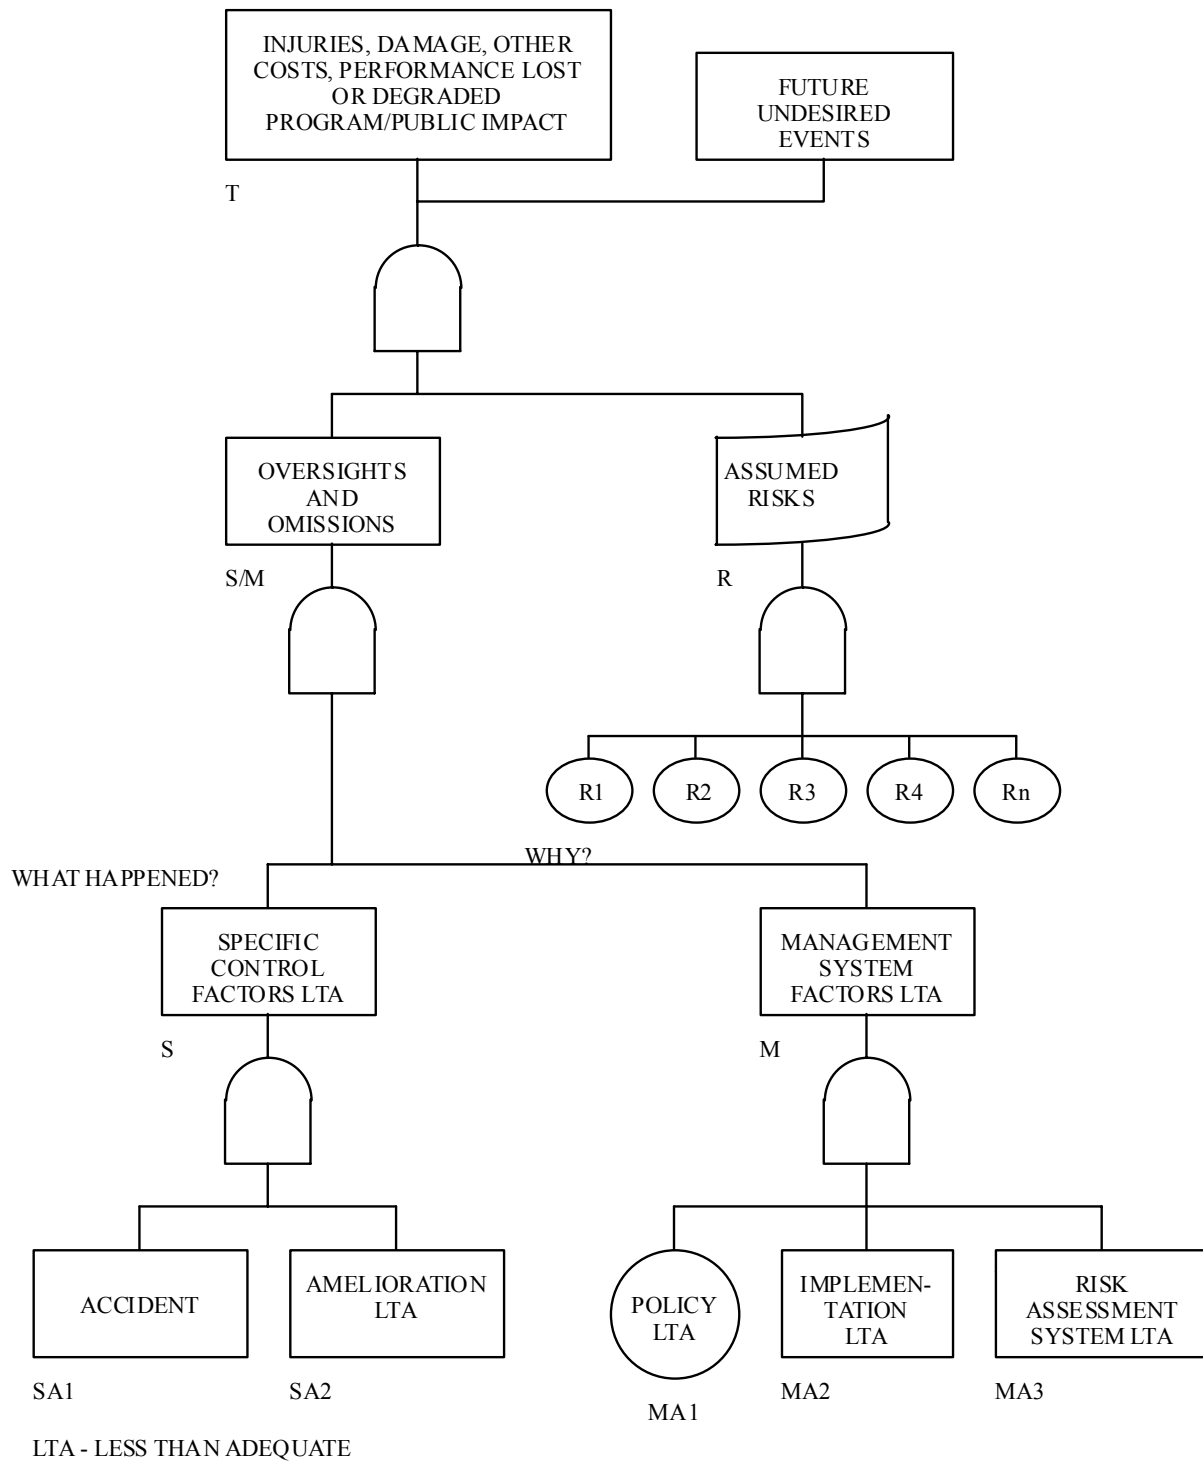 INJURIES, DAMAGE, OTHER
COSTS, PERFORMANCE LOST
OR DEGRADED
PROGRAM/PUBLIC IMPACT
FUTURE
UNDESIRED
EVENTS
T
OVERSIGHTS
AND
OMISSIONS
ASSUMED
RISKS
S/M
R
R1
R2
R3
R4
Rn
WHY?
WHAT HAPPENED?
SPECIFIC
CONTROL
FACTORS LTA
MANAGEMENT
SYSTEM
FACTORS LTA
S
M
ACCIDENT
AMELIORATION
LTA
POLICY
LTA
IMPLEMEN-
TATION
LTA
RISK
ASSESSMENT
SYSTEM LTA
SA1
SA2
MA1
MA2
MA3
LTA - LESS THAN ADEQUATE